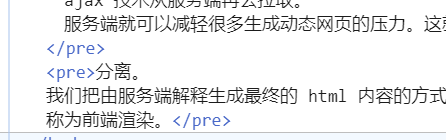 ajax 技术从服务端再去拉取。
服务端就可以减轻很多生成动态网页的压力。这就
</pre>
<pre>分离。
我们把由服务端解释生成最终的 html 内容的方式
称为前端渲染。</pre>